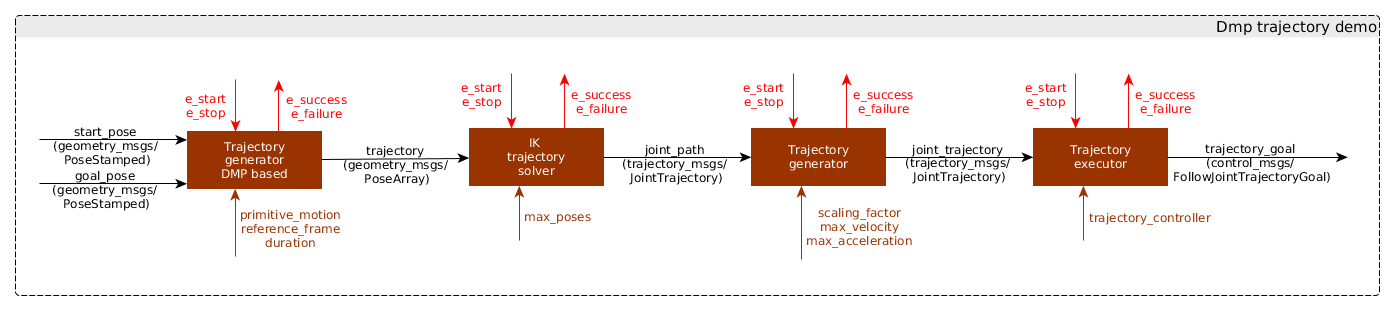 Dmp trajectory demo
e_start
e_stop
e_success
e_failure
start_pose
(geometry_msgs/
PoseStamped)
goal_pose
(geometry_msgs/
PoseStamped)
Trajectory
generator
DMP based
primitive_motion
reference_frame
duration
trajectory
(geometry_msgs/
PoseArray)
e_start
e_stop
e_success
e_failure
IK
trajectory
solver
max_poses
joint_path
(trajectory_msgs/
JointTrajectory)
e_start
e_stop
e_success
e_failure
Trajectory
generator
scaling_factor
max_velocity
max_acceleration
joint_trajectory
(trajectory_msgs/
JointTrajectory)
e_start
e_stop
e_success
e_failure
Trajectory
executor
trajectory_controller
trajectory_goal
(control_msgs/
FollowJointTrajectoryGoal)